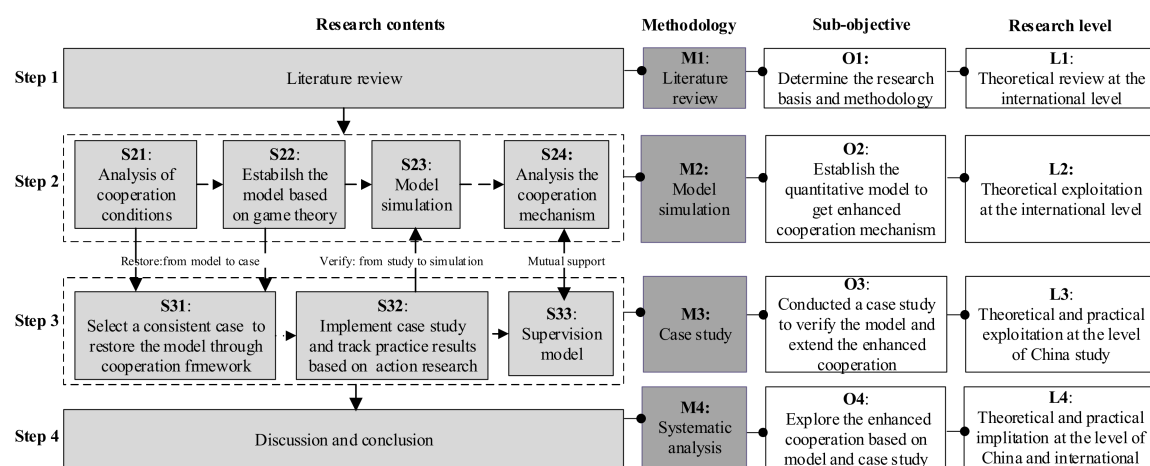 Research contents
Methodology
Sub-objective
Research level
Step 1
Literature review
M1:
Literature
review
O1:
Determine the research
basis and methodology
L1:
Theoretical review at the
international level
Step 2
S21:
Analysis of
cooperation
conditions
S22:
Estabilsh the
model based
on game theory
S23:
Model
simulation
S24:
Analysis the
cooperation
mechanism
M2:
Model
simulation
O2:
Establish the
quantitative model to
get enhanced
cooperation mechanism
L2:
Theoretical exploitation
at the international level
Restore:from model to case
Verify: from study to simulation
Mutual support
Step 3
S31:
Select a consistent case to
restore the model through
cooperation frmework
S32:
Implement case study
and track practice results
based on action research
S33:
Supervision
model
M3:
Case study
O3:
Conducted a case study
to verify the model and
extend the enhanced
cooperation
L3:
Theoretical and practical
exploitation at the level
of China study
Step 4
Discussion and conclusion
M4:
Systematic
analysis
O4:
Explore the enhanced
cooperation based on
model and case study
L4:
Theoretical and practical
implitation at the level of
China and international